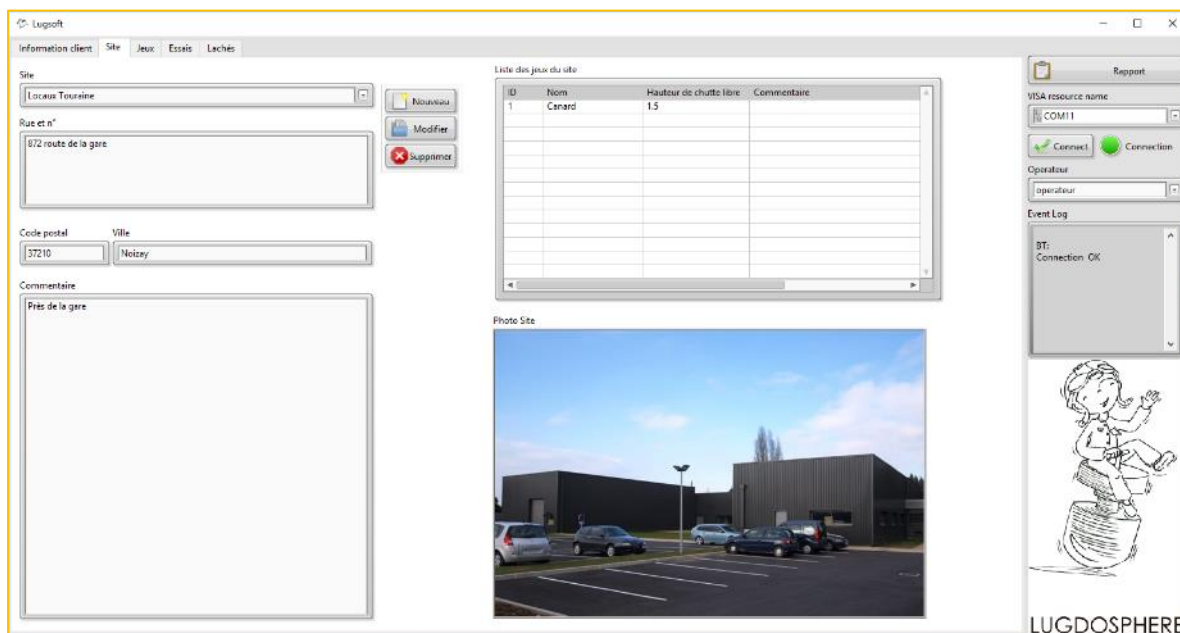 Lugsoft
Information client Site Jeux Essais Lachés
Site
Locaux Touraine
Rue et n°
872 route de la gare
Code postal Ville
37210 Noizay
Commentaire
Près de la gare
Nouveau
Modifier
Supprimer
Liste des jeux du site
ID Nom Hauteur de chutte libre Commentaire
1 Canard 1.5
Photo Site
Rapport
VISA resource name
COM11
Connect Connection
Operateur
operateur
Event Log
BT:
Connection OK
LUGDOSPHERE